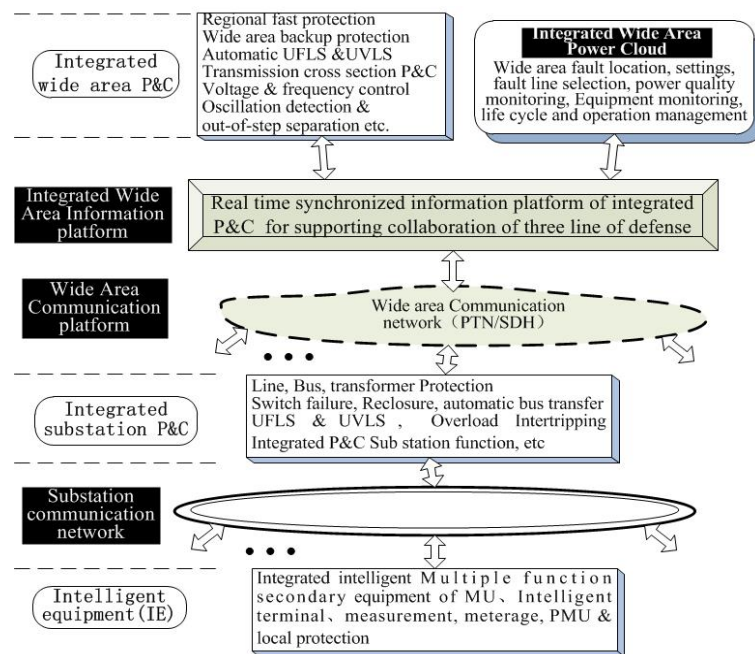 Integrated
wide area P&C
Regional fast protection
Wide area backup protection
Automatic UFLS &UVLS
Transmission cross section P&C
Voltage & frequency control
Oscillation detection &
out-of-step separation etc.
Integrated Wide Area
Power Cloud
Wide area fault location, settings,
fault line selection, power quality
monitoring, Equipment monitoring,
life cycle and operation management
Integrated Wide
Area Information
platform
Real time synchronized information platform of integrated
P&C for supporting collaboration of three line of defense
Wide Area
Communication
platform
Wide area Communication
network（PTN/SDH）
Integrated
substation P&C
Line, Bus, transformer Protection
Switch failure, Reclosure, automatic bus transfer
UFLS & UVLS , Overload Intertripping
Integrated P&C Sub station function, etc
Substation
communication
network
Intelligent
equipment(IE)
Integrated intelligent Multiple function
secondary equipment of MU、Intelligent
terminal、measurement, meterage, PMU &
local protection